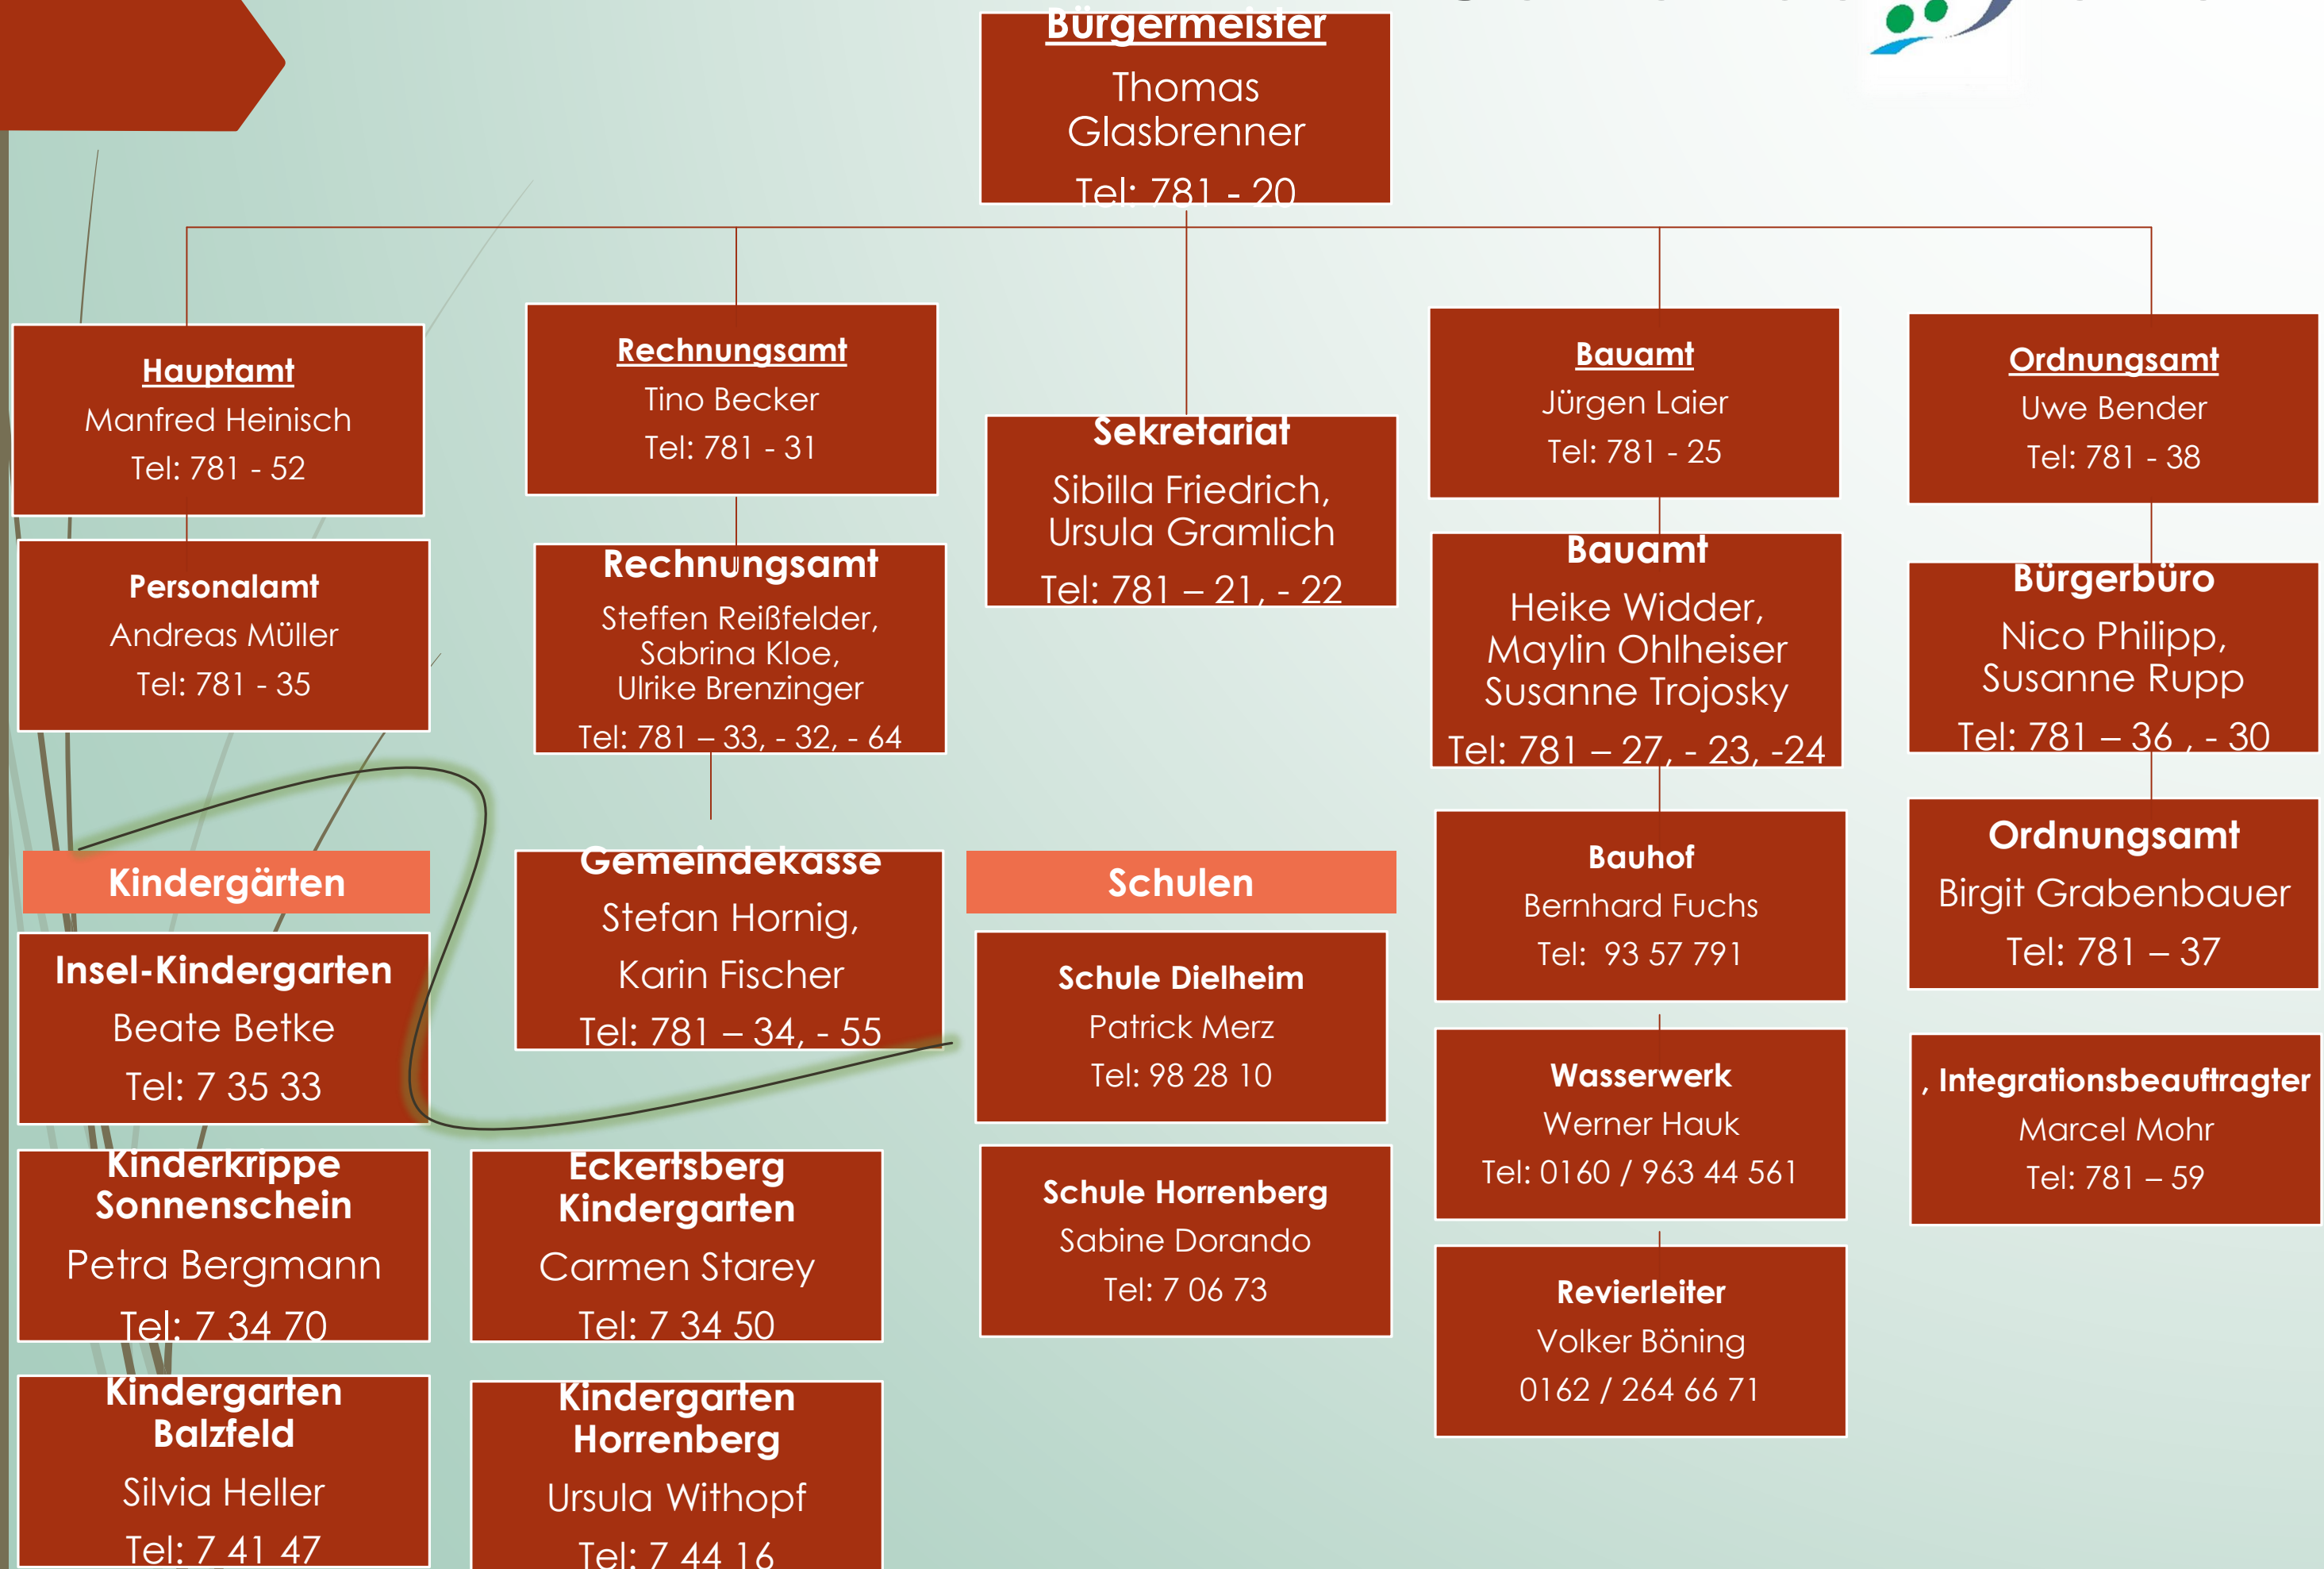 Bürgermeister
Thomas
Glasbrenner
Tel: 781 - 20
Hauptamt
Manfred Heinisch
Tel: 781 - 52
Rechnungsamt
Tino Becker
Tel: 781 - 31
Sekretariat
Sibilla Friedrich,
Ursula Gramlich
Tel: 781 – 21, - 22
Bauamt
Jürgen Laier
Tel: 781 - 25
Ordnungsamt
Uwe Bender
Tel: 781 - 38
Personalamt
Andreas Müller
Tel: 781 - 35
Rechnungsamt
Steffen Reißfelder,
Sabrina Kloe,
Ulrike Brenzinger
Tel: 781 – 33, - 32, - 64
Bauamt
Heike Widder,
Maylin Ohlheiser
Susanne Trojosky
Tel: 781 – 27, - 23, -24
Bürgerbüro
Nico Philipp,
Susanne Rupp
Tel: 781 – 36 , - 30
Kindergärten
Gemeindekasse
Stefan Hornig,
Karin Fischer
Tel: 781 – 34, - 55
Schulen
Bauhof
Bernhard Fuchs
Tel: 93 57 791
Ordnungsamt
Birgit Grabenbauer
Tel: 781 – 37
Insel-Kindergarten
Beate Betke
Tel: 7 35 33
Schule Dielheim
Patrick Merz
Tel: 98 28 10
Wasserwerk
Werner Hauk
Tel: 0160 / 963 44 561
, Integrationsbeauftragter
Marcel Mohr
Tel: 781 – 59
Kinderkrippe
Sonnenschein
Petra Bergmann
Tel: 7 34 70
Eckertsberg
Kindergarten
Carmen Starey
Tel: 7 34 50
Schule Horrenberg
Sabine Dorando
Tel: 7 06 73
Revierleiter
Volker Böning
0162 / 264 66 71
Kindergarten
Balzfeld
Silvia Heller
Tel: 7 41 47
Kindergarten
Horrenberg
Ursula Withopf
Tel: 7 44 16